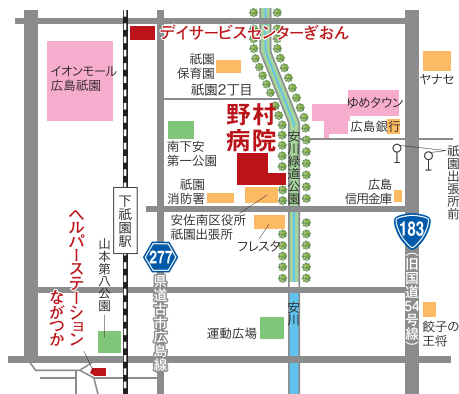 デイサービスセンターぎおん
イオンモール
広島祇園
祇園
保育園
祇園2丁目
ヤナセ
ゆめタウン
広島銀行
野村
病院
南下安
第一公園
安川緑道公園
祇園出張所前
祇園
消防署
広島
信用金庫
下祇園駅
安佐南区役所
祇園出張所
フレスタ
183
277
ヘルパーステーション
ながつか
山本第八公園
県道古市広島線
安川
運動広場
(旧国道54号線)
餃子の
王将